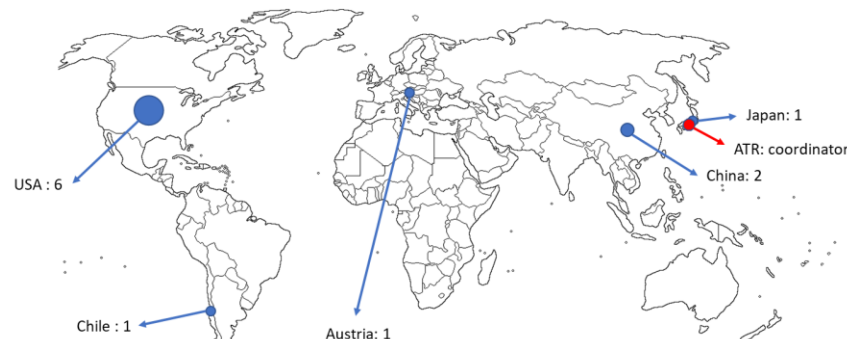 Japan: 1
ATR: coordinator
China: 2
USA : 6
Chile : 1
Austria: 1